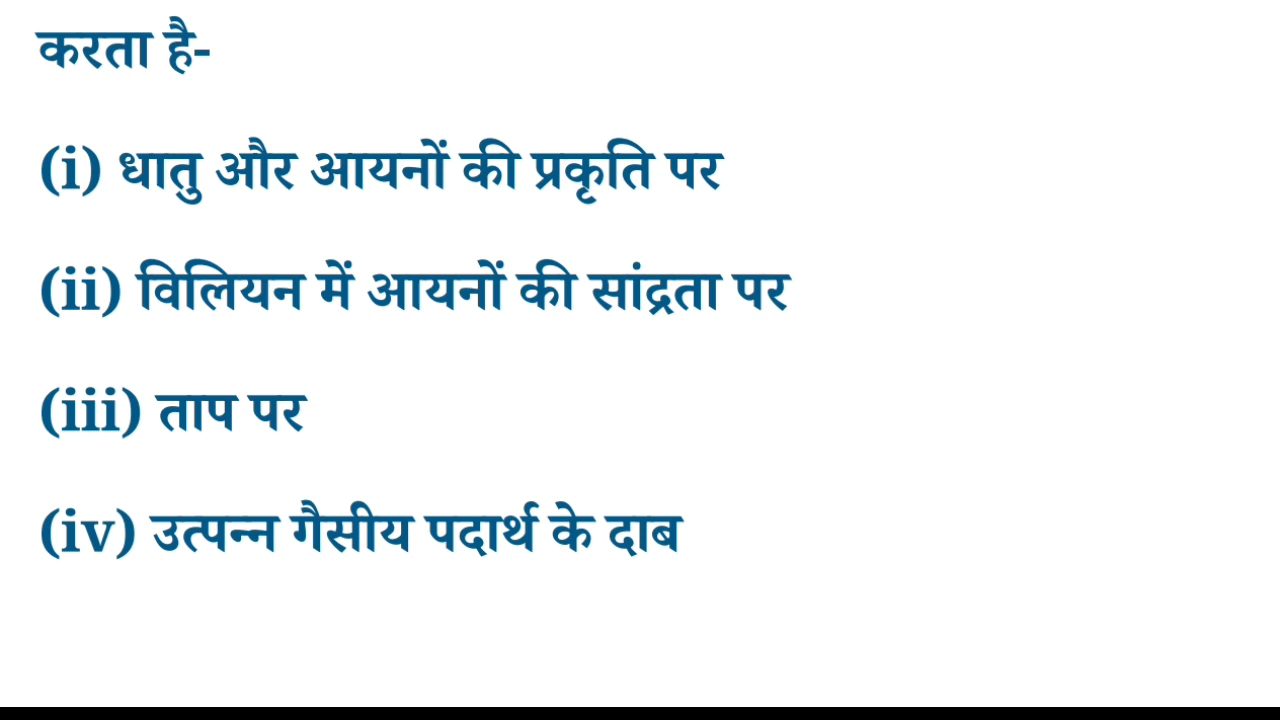 करता है-
(i) धातु और आयनों की प्रकृति पर
(ii) विलियन में आयनों की सांद्रता पर
(iii) ताप पर
(iv) उत्पन्न गैसीय पदार्थ के दाब